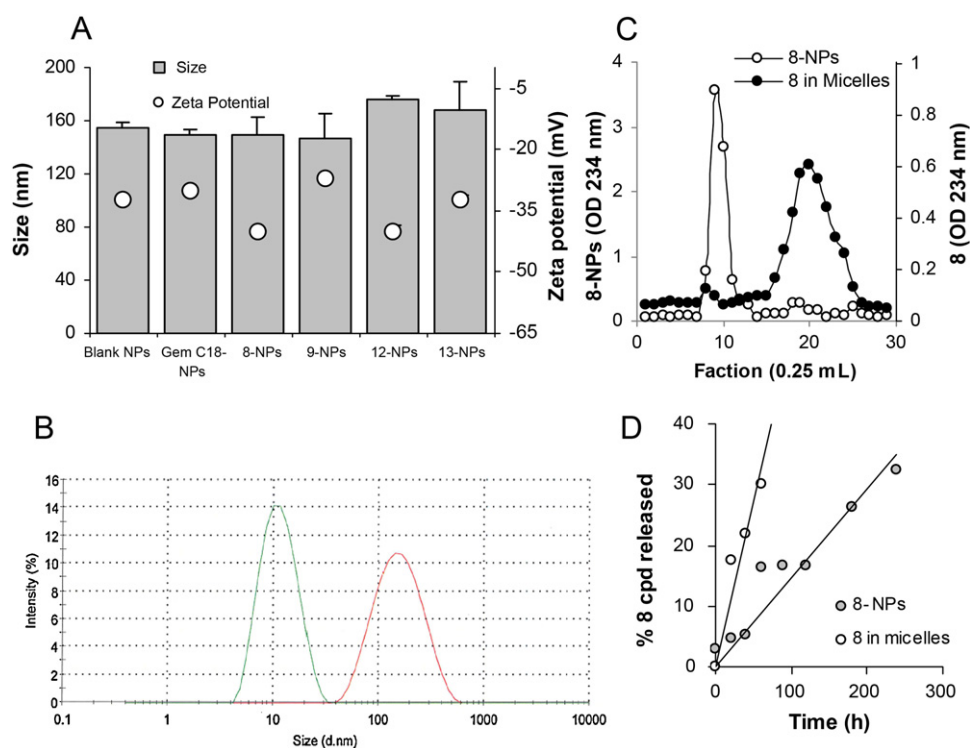 A
200
160
120
80
40
0
Size (nm)
Size
Zeta Potential
-5
-20
-35
-50
-65
Zeta potential (mV)
Blank NPs
Gem C18-
NPs
8-NPs
9-NPs
12-NPs
13-NPs
B
16
14
12
10
8
6
4
2
0
Intensity (%)
0.1
1
10
100
1000
10000
Size (d.nm)
C
8-NPs
8 in Micelles
4
3
2
1
0
8-NPs (OD 234 nm)
1
0.8
0.6
0.4
0.2
0
8 (OD 234 nm)
0
10
20
30
Faction (0.25 mL)
D
40
30
20
10
0
% 8 cpd released
8- NPs
8 in micelles
0
100
200
300
Time (h)